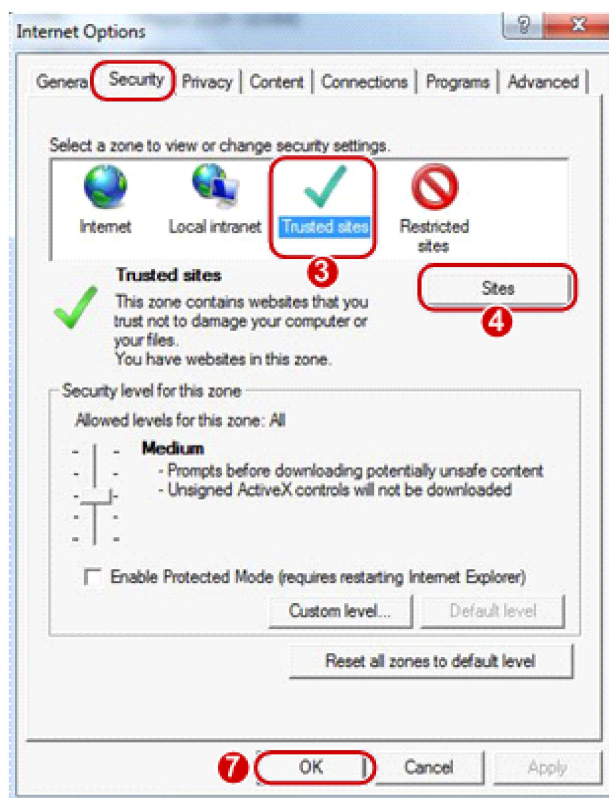 Internet Options
General Security Privacy Content Connections Programs Advanced
Select a zone to view or change security settings.
Internet Local intranet Trusted sites Restricted sites
3
Trusted sites
Sites
4
This zone contains websites that you
trust not to damage your computer or
your files.
You have websites in this zone.
Security level for this zone
Allowed levels for this zone: All
Medium
- Prompts before downloading potentially unsafe content
- Unsigned ActiveX controls will not be downloaded
Enable Protected Mode (requires restarting Internet Explorer)
Custom level... Default level
Reset all zones to default level
7 OK Cancel Apply